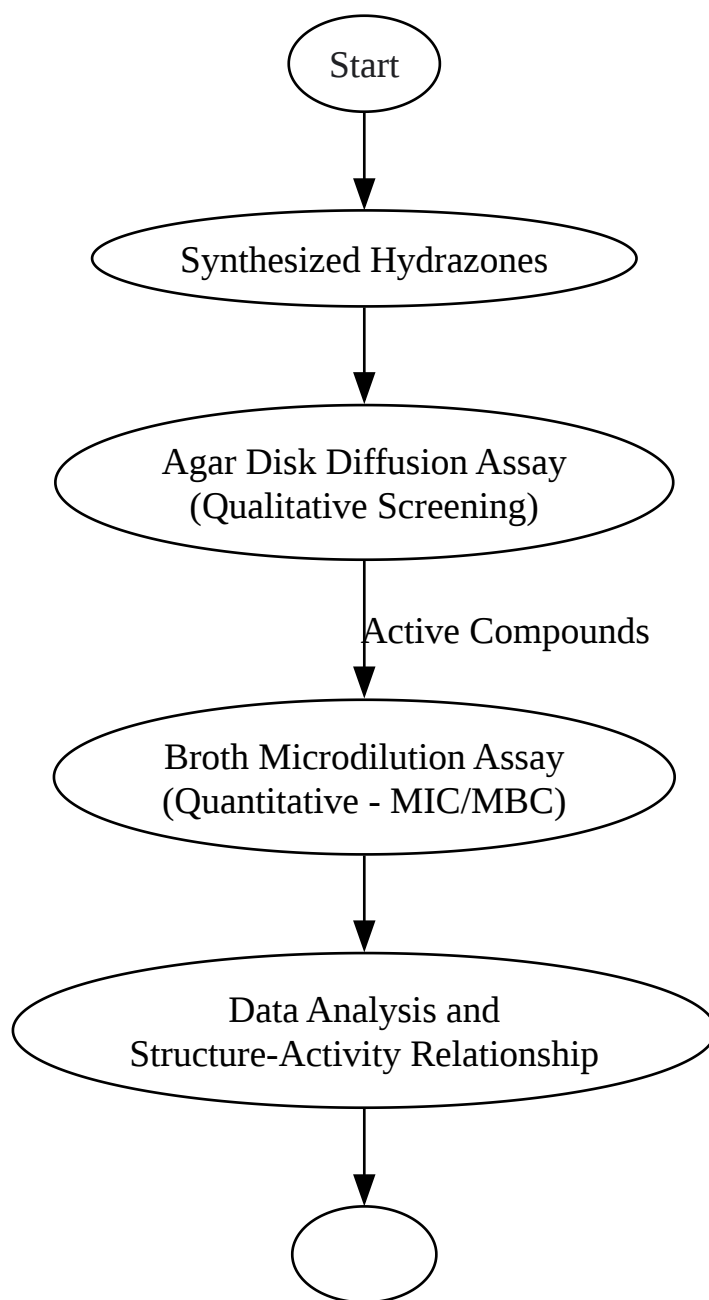 Start
Synthesized Hydrazones
Agar Disk Diffusion Assay
(Qualitative Screening)
Active Compounds
Broth Microdilution Assay
(Quantitative - MIC/MBC)
Data Analysis and
Structure-Activity Relationship